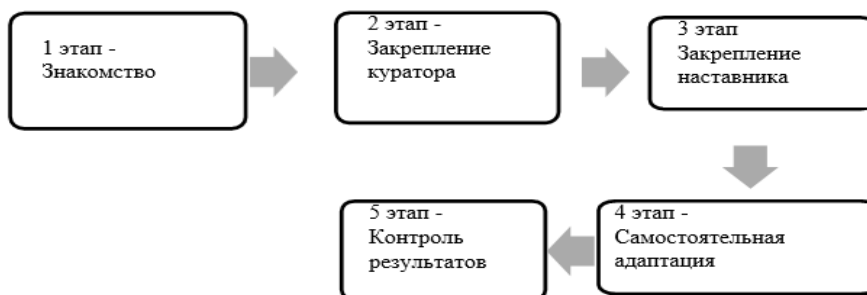 1 этап -
Знакомство
2 этап -
Закрепление
куратора
3 этап
Закрепление
наставника
4 этап -
Самостоятельная
адаптация
5 этап -
Контроль
результатов